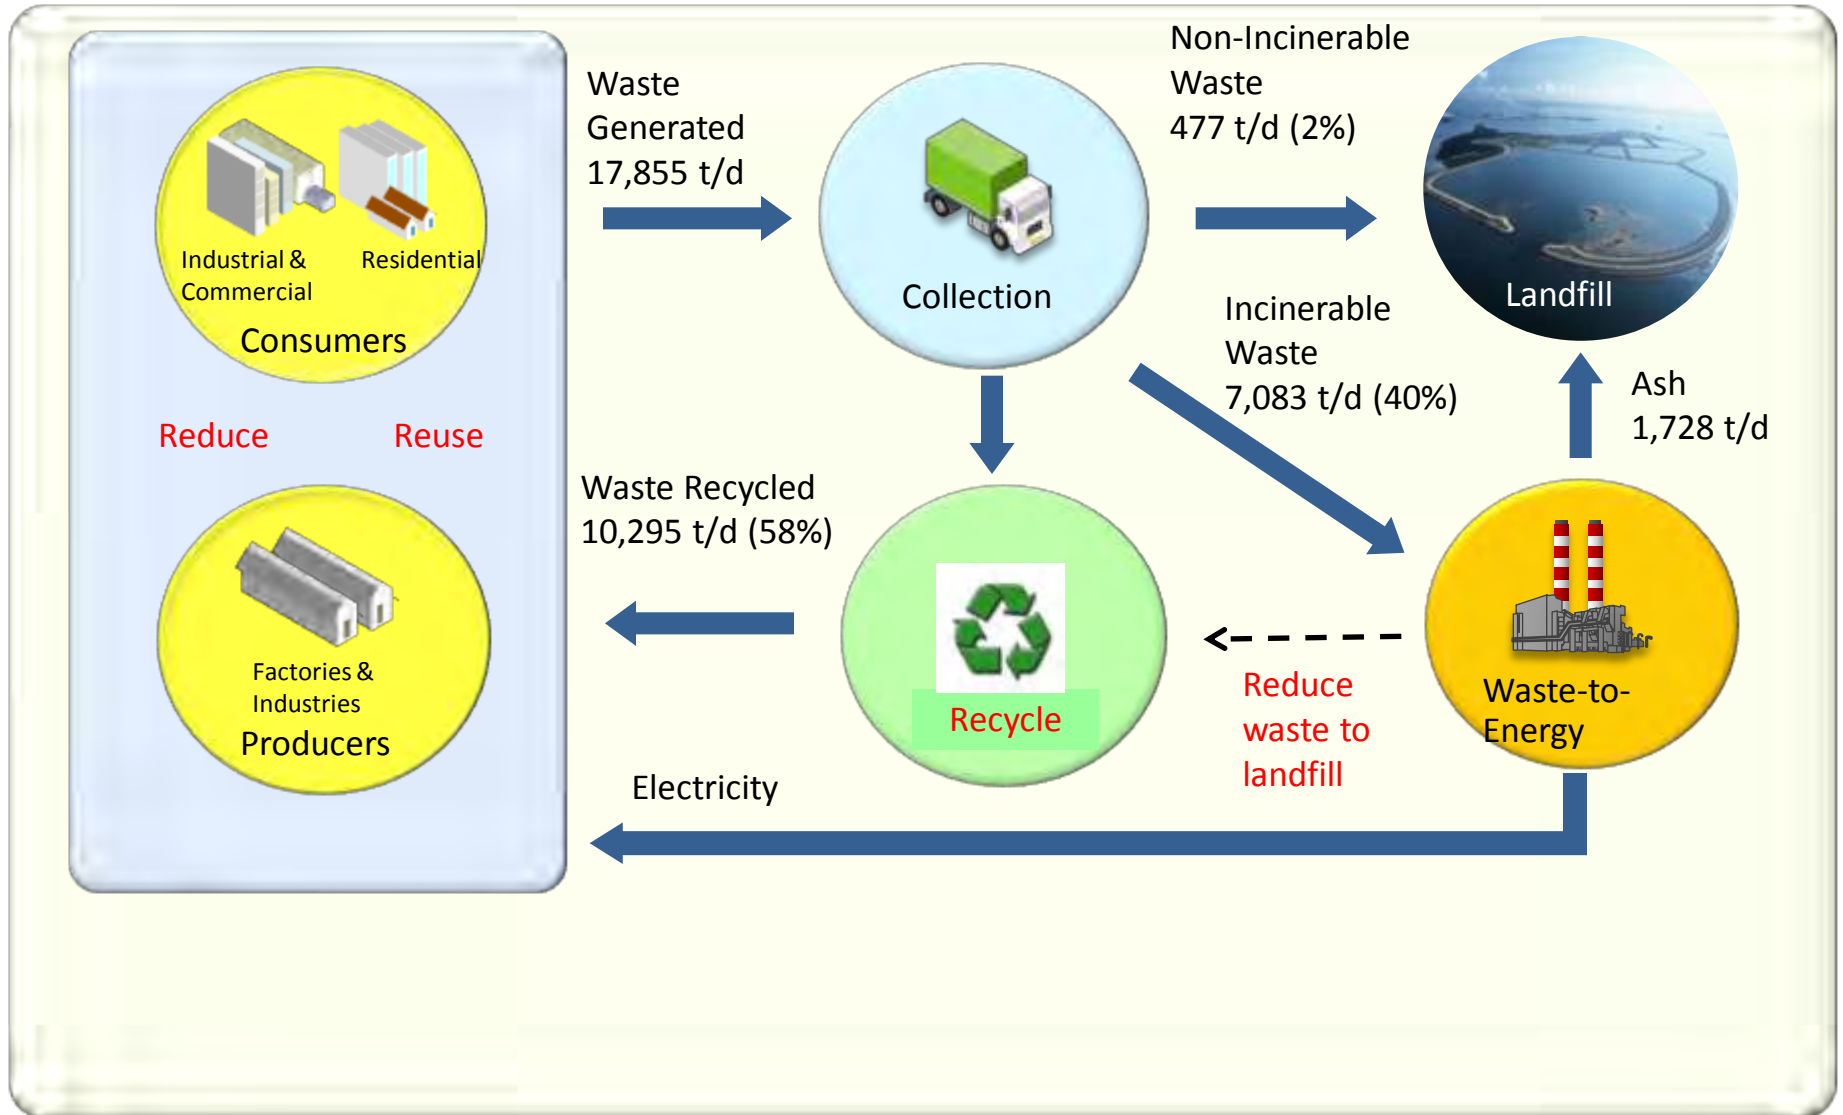 Waste
Generated
17,855 t/d
Non-Incinerable
Waste
477 t/d (2%)
Industrial &
Commercial
Residential
Consumers
Collection
Landfill
Incinerable
Waste
7,083 t/d (40%)
Ash
1,728 t/d
Reduce
Reuse
Waste Recycled
10,295 t/d (58%)
Factories &
Industries
Producers
Recycle
Reduce
waste to
landfill
Waste-to-
Energy
Electricity